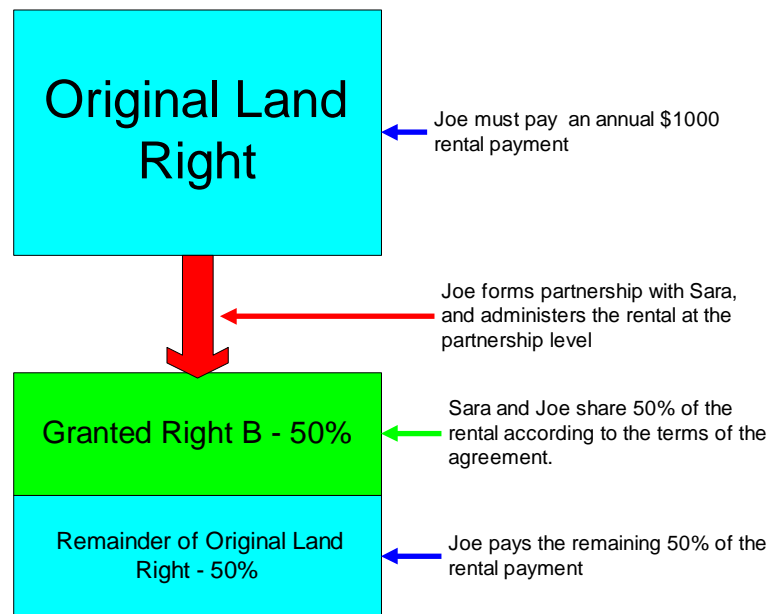 Original Land
Right
Joe must pay an annual $1000
rental payment
Joe forms partnership with Sara,
and administers the rental at the
partnership level
Granted Right B - 50%
Sara and Joe share 50% of the
rental according to the terms of the
agreement.
Remainder of Original Land
Right - 50%
Joe pays the remaining 50% of the
rental payment